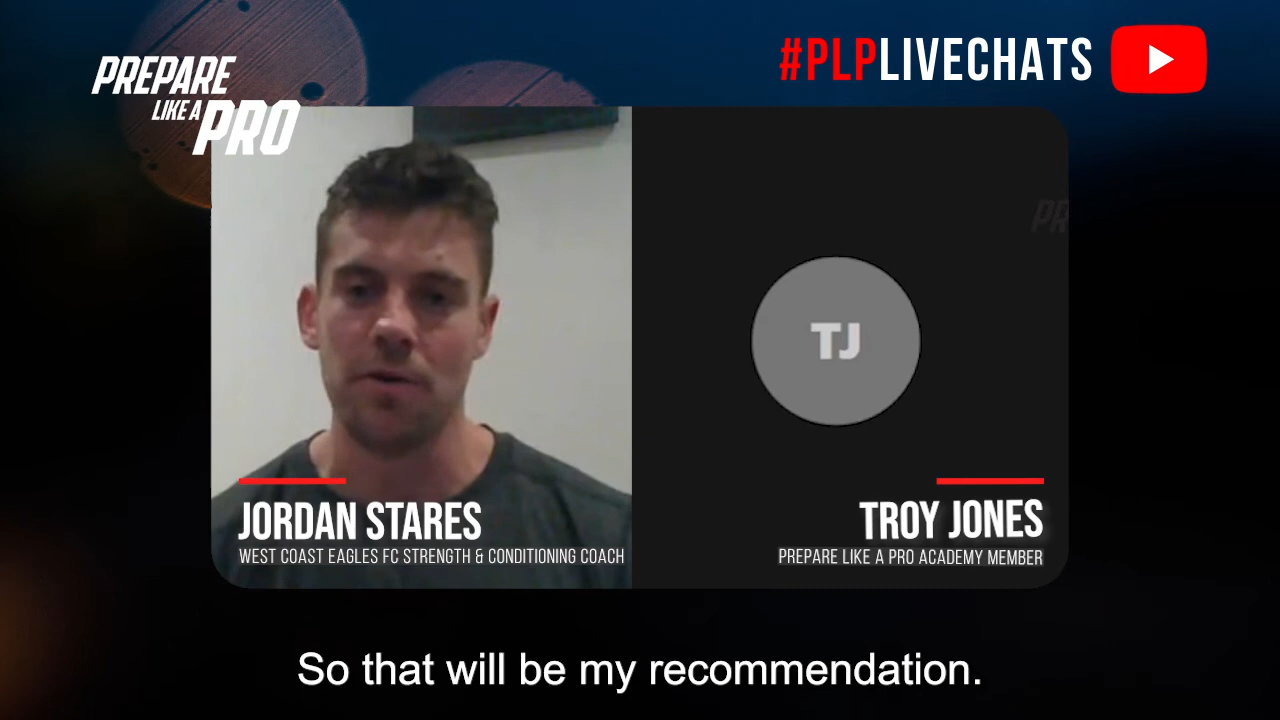 PREPARE
LIKE A
PRO
#PLPLIVECHATS
PR
TJ
JORDAN STARES
WEST COAST EAGLES FC STRENGTH & CONDITIONING COACH
TROY JONES
PREPARE LIKE A PRO ACADEMY MEMBER
So that will be my recommendation.